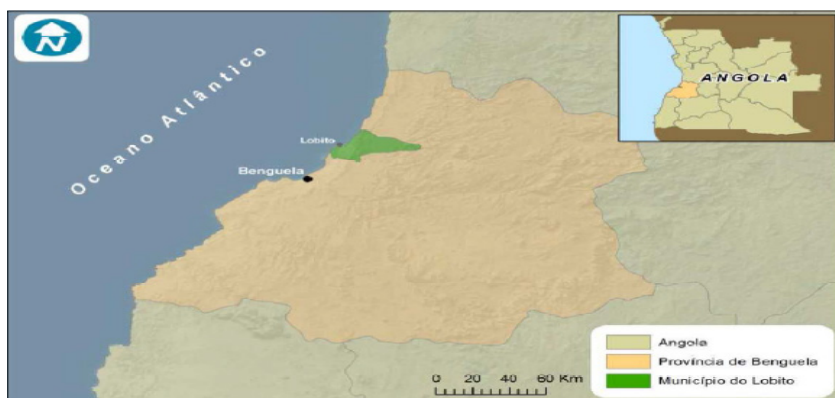 N
Oceano Atlântico
ANGOLA
Lobito
Benguela
0 20 40 60 Km
Angola
Província de Benguela
Município do Lobito